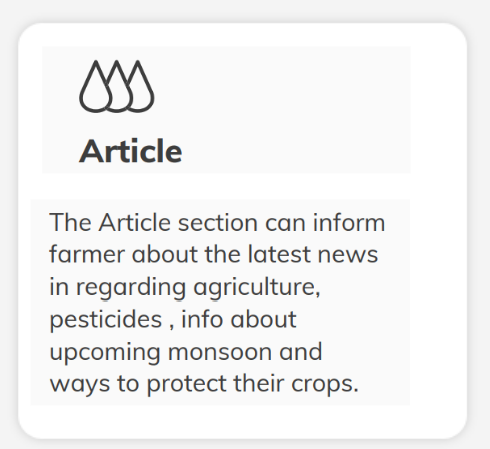 Article
The Article section can inform
farmer about the latest news
in regarding agriculture,
pesticides , info about
upcoming monsoon and
ways to protect their crops.